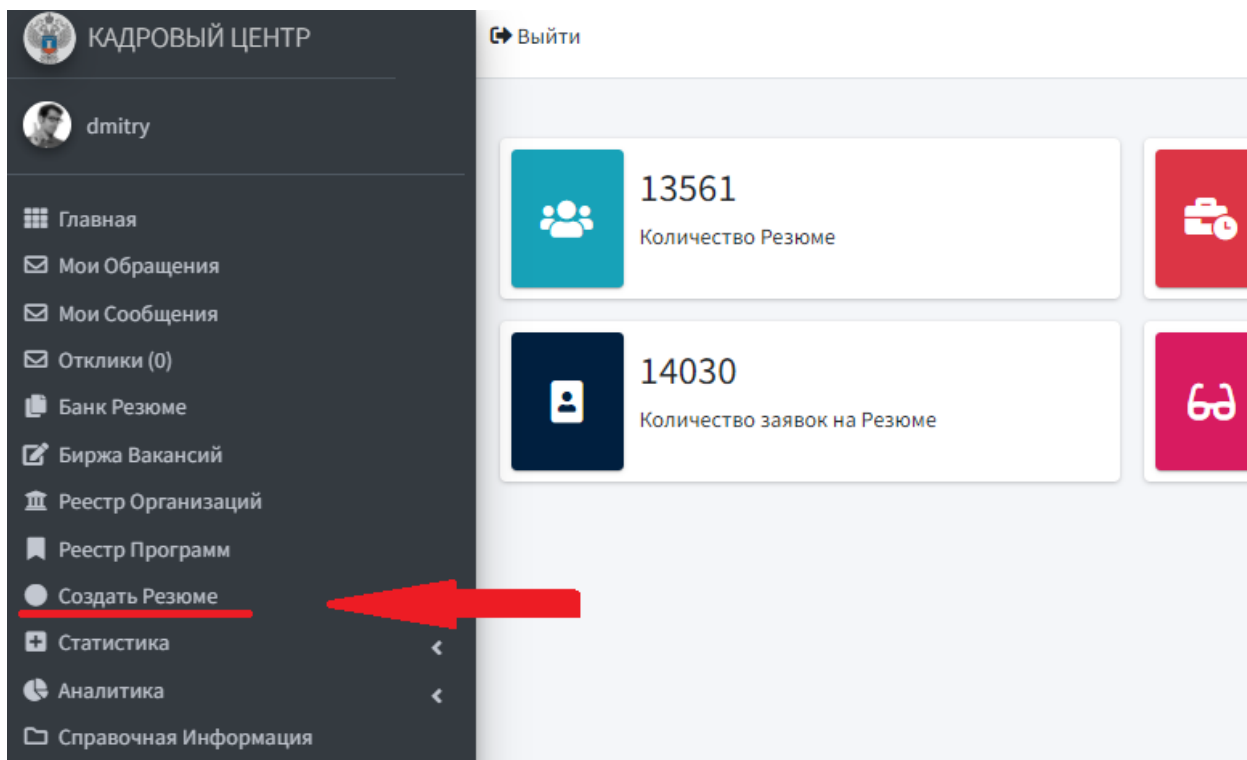 КАДРОВЫЙ ЦЕНТР
Выйти
dmitry
Главная
Мои Обращения
Мои Сообщения
Отклики (0)
Банк Резюме
Биржа Вакансий
Реестр Организаций
Реестр Программ
Создать Резюме
Статистика
Аналитика
Справочная Информация
13561
Количество Резюме
14030
Количество заявок на Резюме